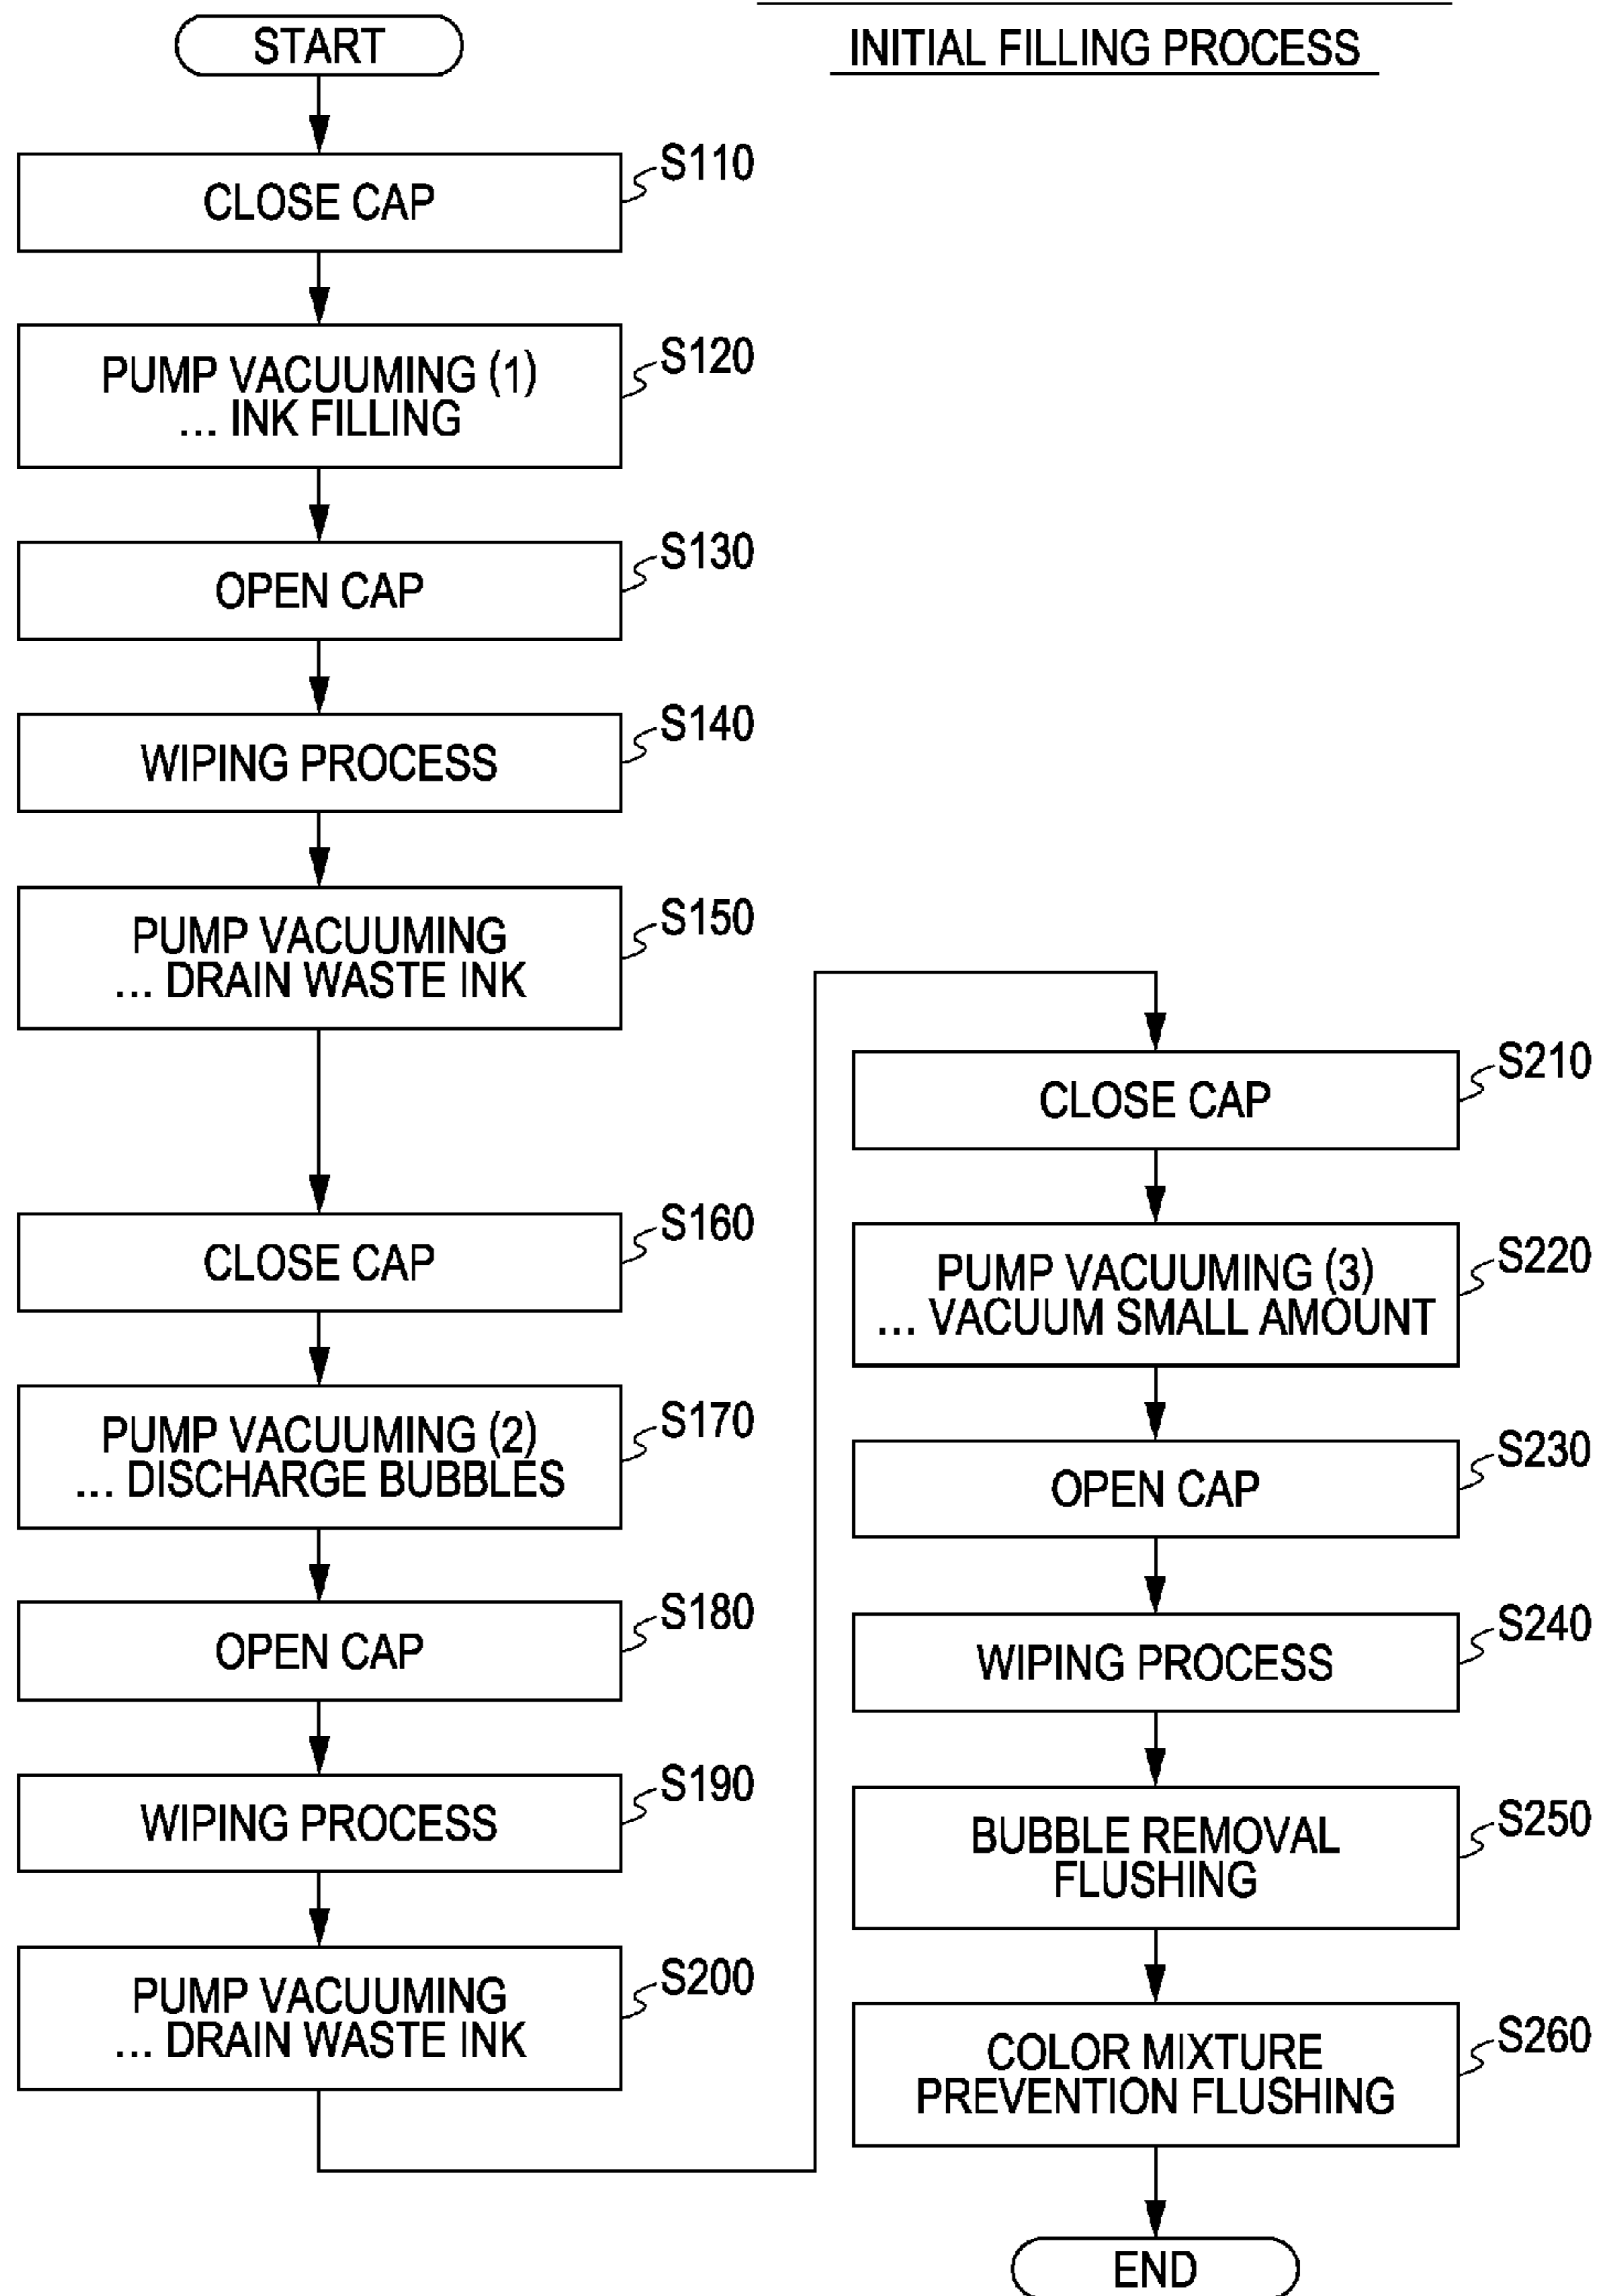 INITIAL FILLING PROCESS
START
S110
CLOSE CAP
S120
PUMP VACUUMING (1)
... INK FILLING
S130
OPEN CAP
S140
WIPING PROCESS
S150
PUMP VACUUMING
... DRAIN WASTE INK
S160
CLOSE CAP
S170
PUMP VACUUMING (2)
... DISCHARGE BUBBLES
S180
OPEN CAP
S190
WIPING PROCESS
S200
PUMP VACUUMING
... DRAIN WASTE INK
S210
CLOSE CAP
S220
PUMP VACUUMING (3)
... VACUUM SMALL AMOUNT
S230
OPEN CAP
S240
WIPING PROCESS
S250
BUBBLE REMOVAL
FLUSHING
S260
COLOR MIXTURE
PREVENTION FLUSHING
END